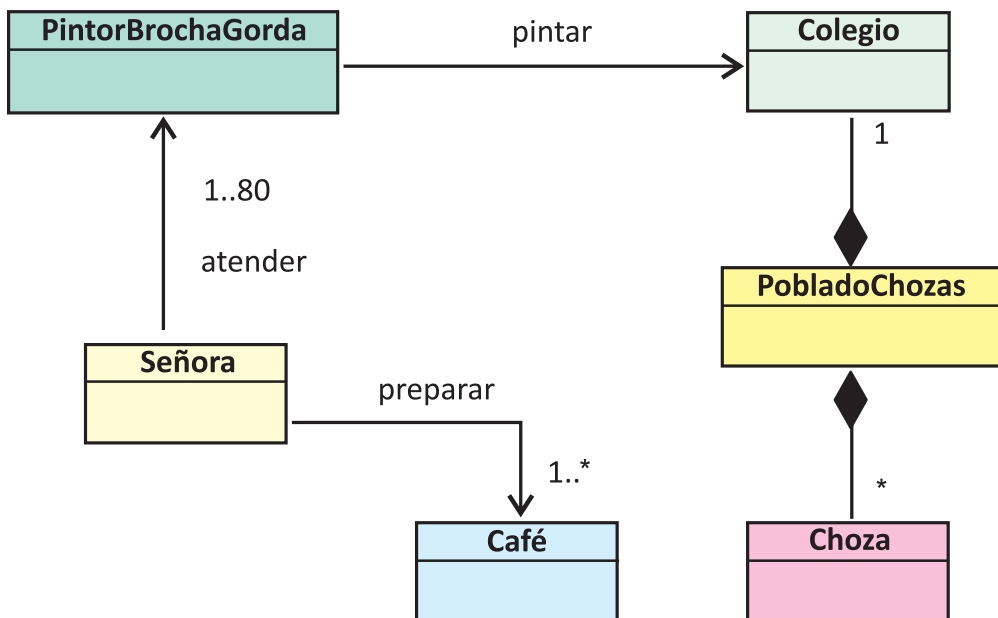 PintorBrochaGorda
pintar
Colegio
1
1..80
atender
PobladoChozas
Señora
preparar
1..*
*
Café
Choza